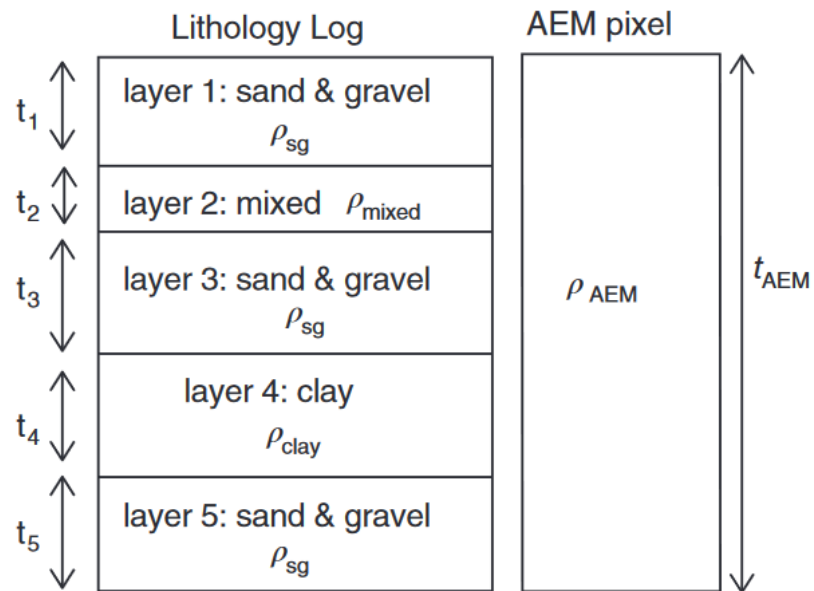 Lithology Log
AEM pixel
t1
layer 1: sand & gravel
ρsg
t2
layer 2: mixed ρmixed
t3
layer 3: sand & gravel
ρsg
ρAEM
tAEM
t4
layer 4: clay
ρclay
t5
layer 5: sand & gravel
ρsg